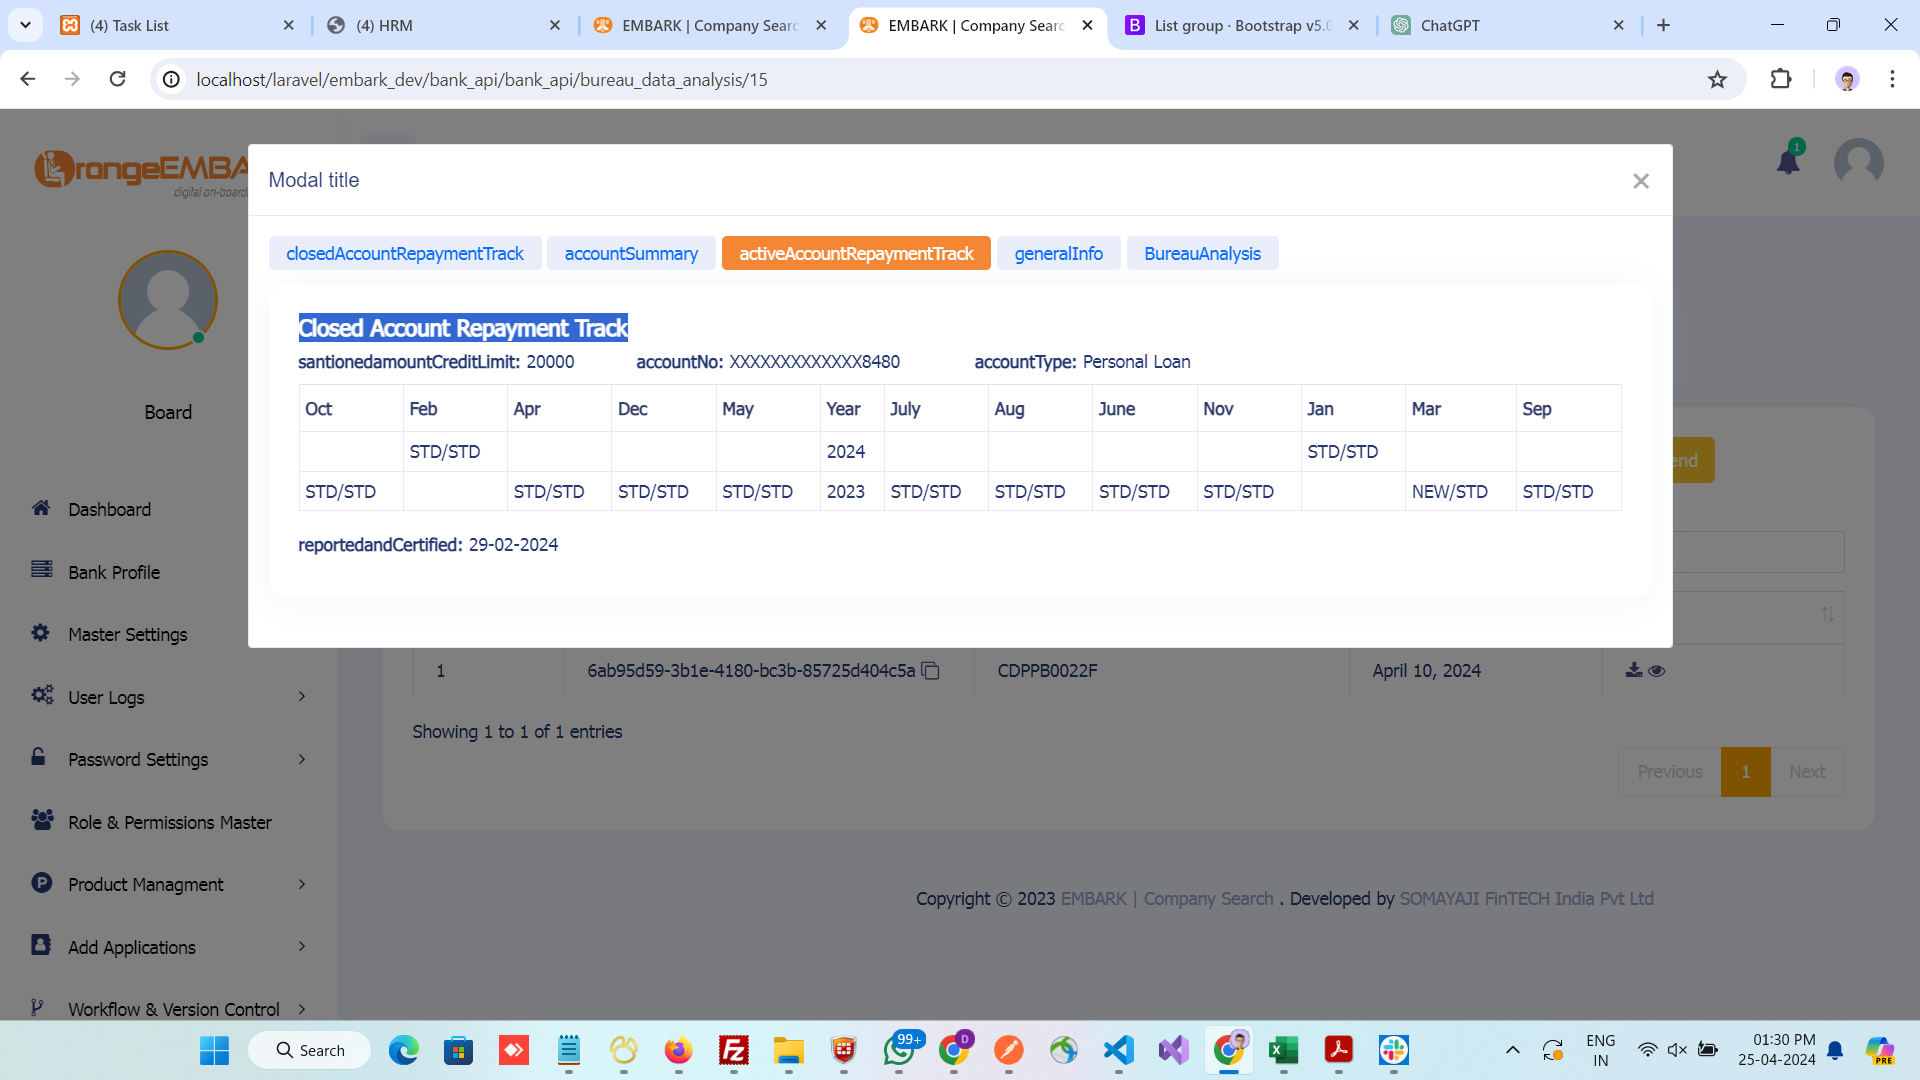 (4) Task List
(4) HRM
EMBARK | Company Searc
EMBARK | Company Searc
List group · Bootstrap v5.0
ChatGPT
localhost/laravel/embark_dev/bank_api/bank_api/bureau_data_analysis/15
rangeEMBA
digital on-board
1
Modal title
closedAccountRepaymentTrack
accountSummary
activeAccountRepaymentTrack
generalInfo
BureauAnalysis
Closed Account Repayment Track
santionedamountCreditLimit: 20000 accountNo: XXXXXXXXXXXXX8480 accountType: Personal Loan
Oct Feb Apr Dec May Year July Aug June Nov Jan Mar Sep
STD/STD 2024 STD/STD
STD/STD STD/STD STD/STD STD/STD 2023 STD/STD STD/STD STD/STD STD/STD NEW/STD STD/STD
reportedandCertified: 29-02-2024
end
Board
Dashboard
Bank Profile
Master Settings
User Logs
Password Settings
Role & Permissions Master
Product Managment
Add Applications
Workflow & Version Control
1 6ab95d59-3b1e-4180-bc3b-85725d404c5a CDPPB0022F April 10, 2024
Showing 1 to 1 of 1 entries
Previous 1 Next
Copyright © 2023 EMBARK | Company Search . Developed by SOMAYAJI FinTECH India Pvt Ltd
Search
99+
D
ENG
IN
01:30 PM
25-04-2024
PRE